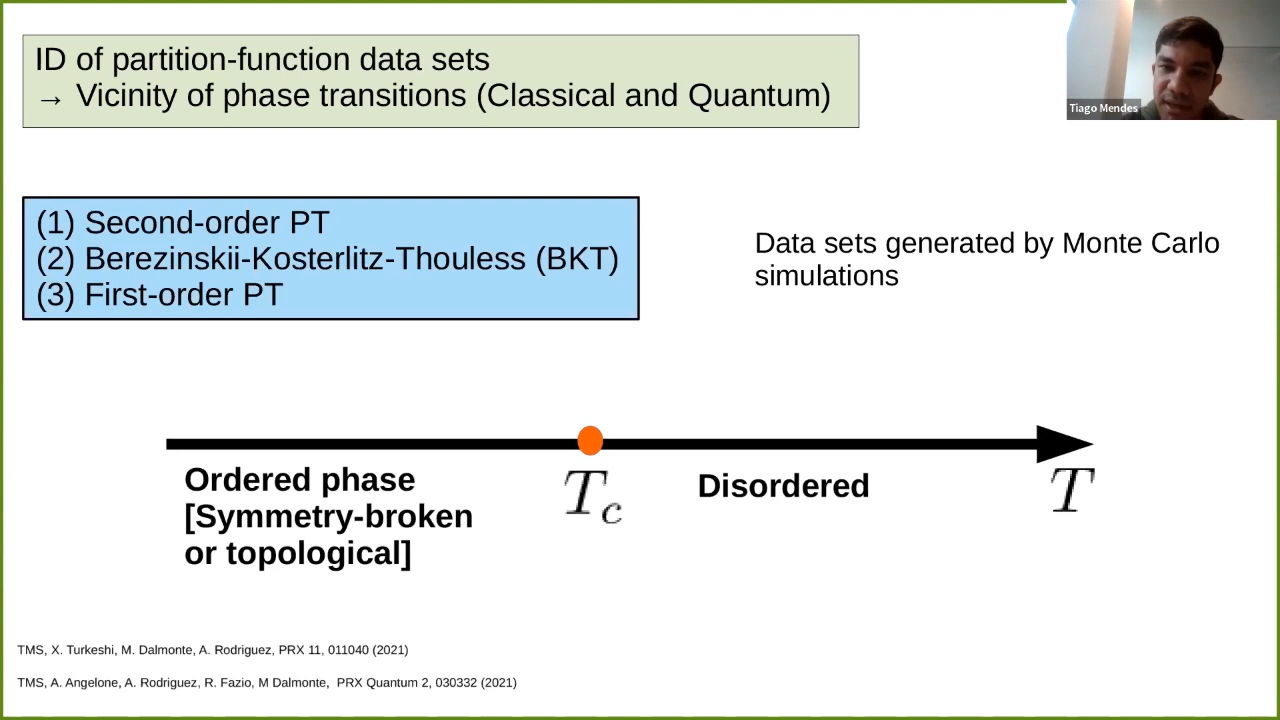 ID of partition-function data sets
→ Vicinity of phase transitions (Classical and Quantum)
Tiago Mendes
(1) Second-order PT
(2) Berezinskii-Kosterlitz-Thouless (BKT)
(3) First-order PT
Data sets generated by Monte Carlo
simulations
Ordered phase
[Symmetry-broken
or topological]
T_c
Disordered
T
TMS, X. Turkeshi, M. Dalmonte, A. Rodriguez, PRX 11, 011040 (2021)
TMS, A. Angelone, A. Rodriguez, R. Fazio, M Dalmonte, PRX Quantum 2, 030332 (2021)